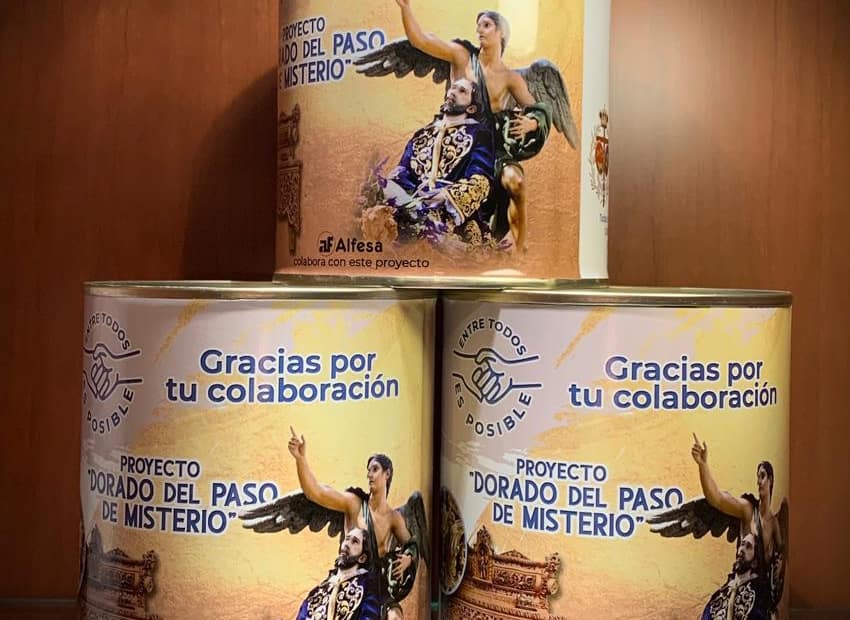 PROYECTO
"DORADO DEL PASO
DE MISTERIO"
Alfesa
colabora con este proyecto
ENTRE TODOS
ES POSIBLE
Gracias por
tu colaboración
PROYECTO
"DORADO DEL PASO
DE MISTERIO"
ENTRE TODOS
ES POSIBLE
Gracias por
tu colaboración
PROYECTO
"DORADO DEL PASO
DE MISTERIO"